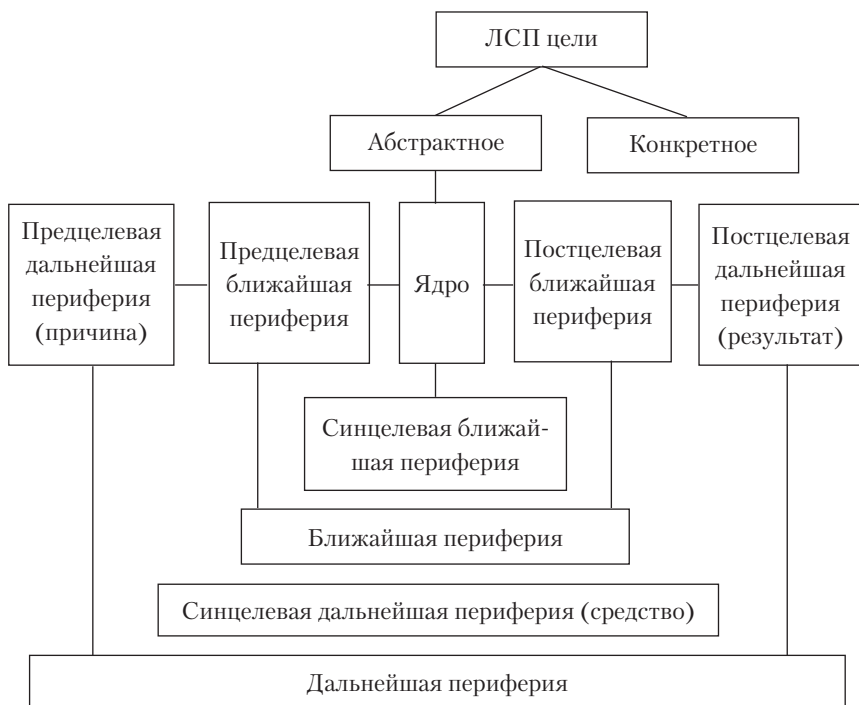 ЛСП цели
Абстрактное
Конкретное
Предцелевая
дальнейшая
периферия
(причина)
Предцелевая
ближайшая
периферия
Ядро
Постцелевая
ближайшая
периферия
Постцелевая
дальнейшая
периферия
(результат)
Синцелевая ближай-
шая периферия
Ближайшая периферия
Синцелевая дальнейшая периферия (средство)
Дальнейшая периферия